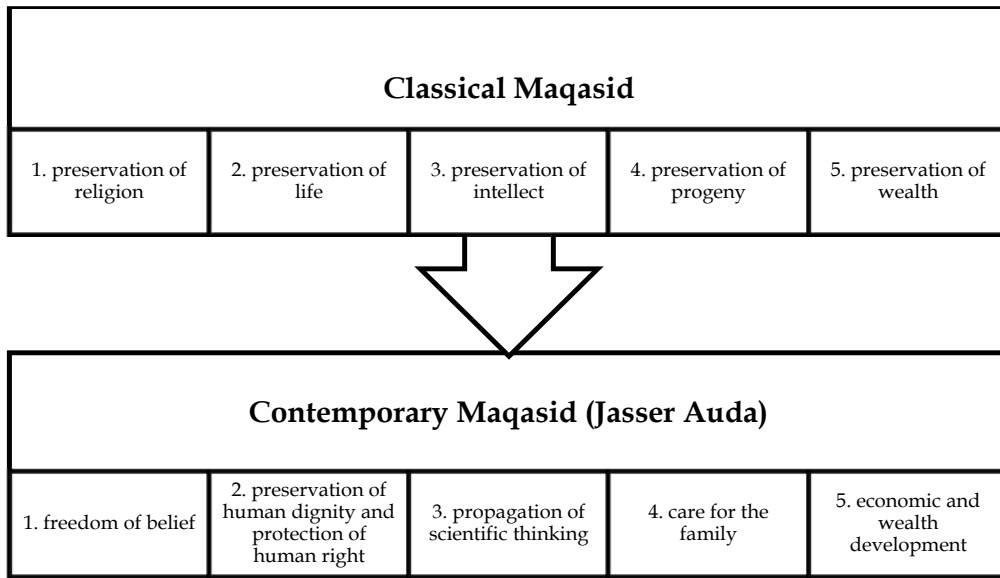 Classical Maqasid
1. preservation of
religion
2. preservation of
life
3. preservation of
intellect
4. preservation of
progeny
5. preservation of
wealth
Contemporary Maqasid (Jasser Auda)
1. freedom of belief
2. preservation of
human dignity and
protection of
human right
3. propagation of
scientific thinking
4. care for the
family
5. economic and
wealth
development